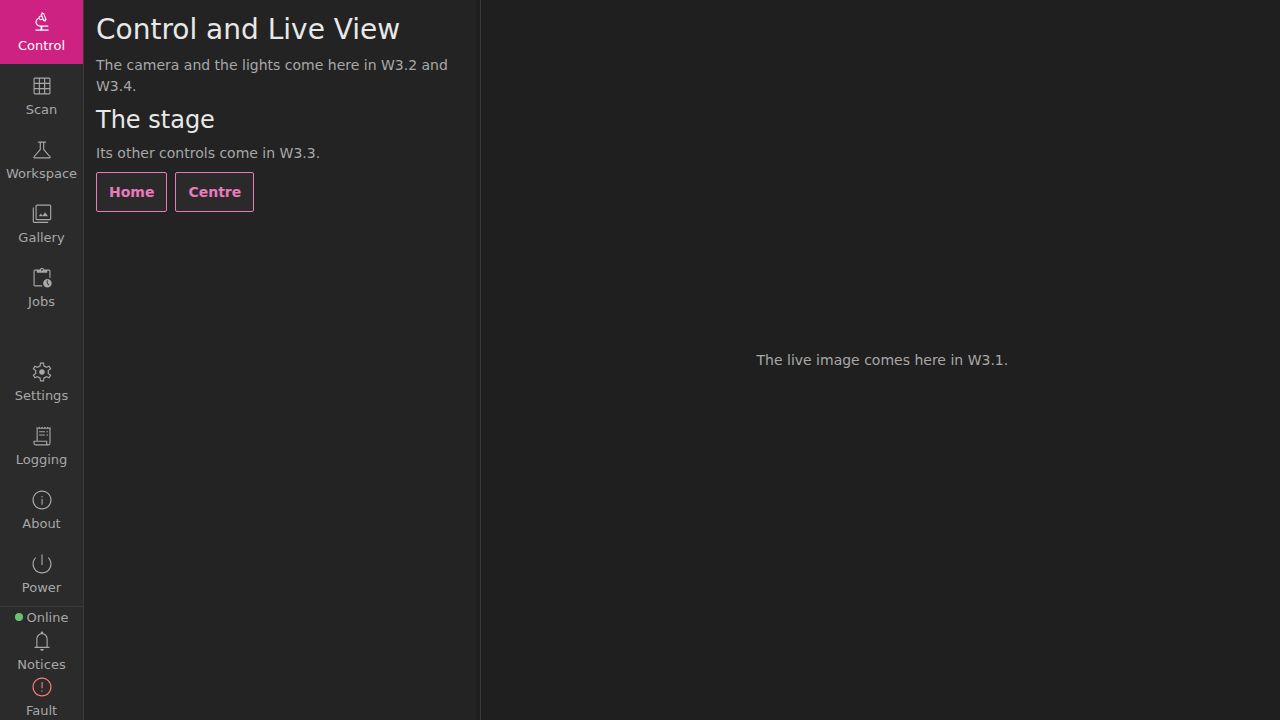 Control
Scan
Workspace
Gallery
Jobs
Settings
Logging
About
Power
Online
Notices
Fault
Control and Live View
The camera and the lights come here in W3.2 and
W3.4.
The stage
Its other controls come in W3.3.
Home
Centre
The live image comes here in W3.1.